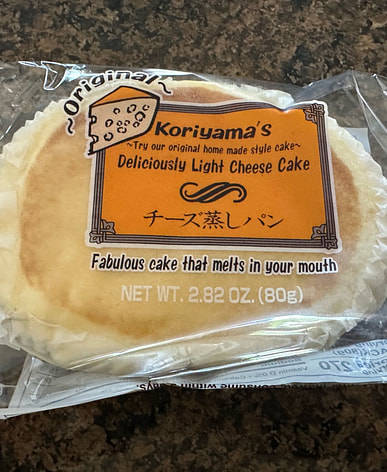 ~Original~
Koriyama's
~Try our original home made style cake~
Deliciously Light Cheese Cake
チーズ蒸しパン
Fabulous cake that melts in your mouth
NET WT. 2.82 OZ. (80g)